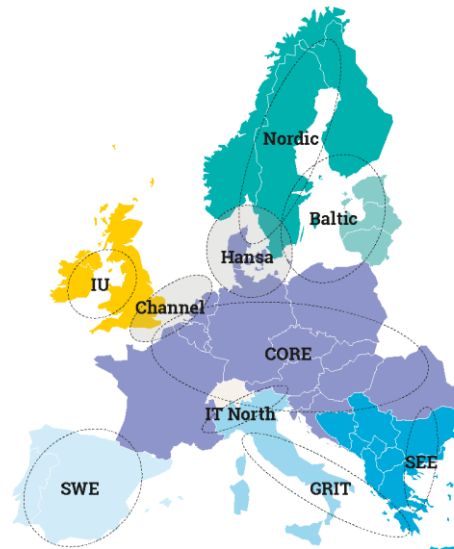 Nordic
Baltic
Hansa
IU
Channel
CORE
IT North
SEE
SWE
GRIT